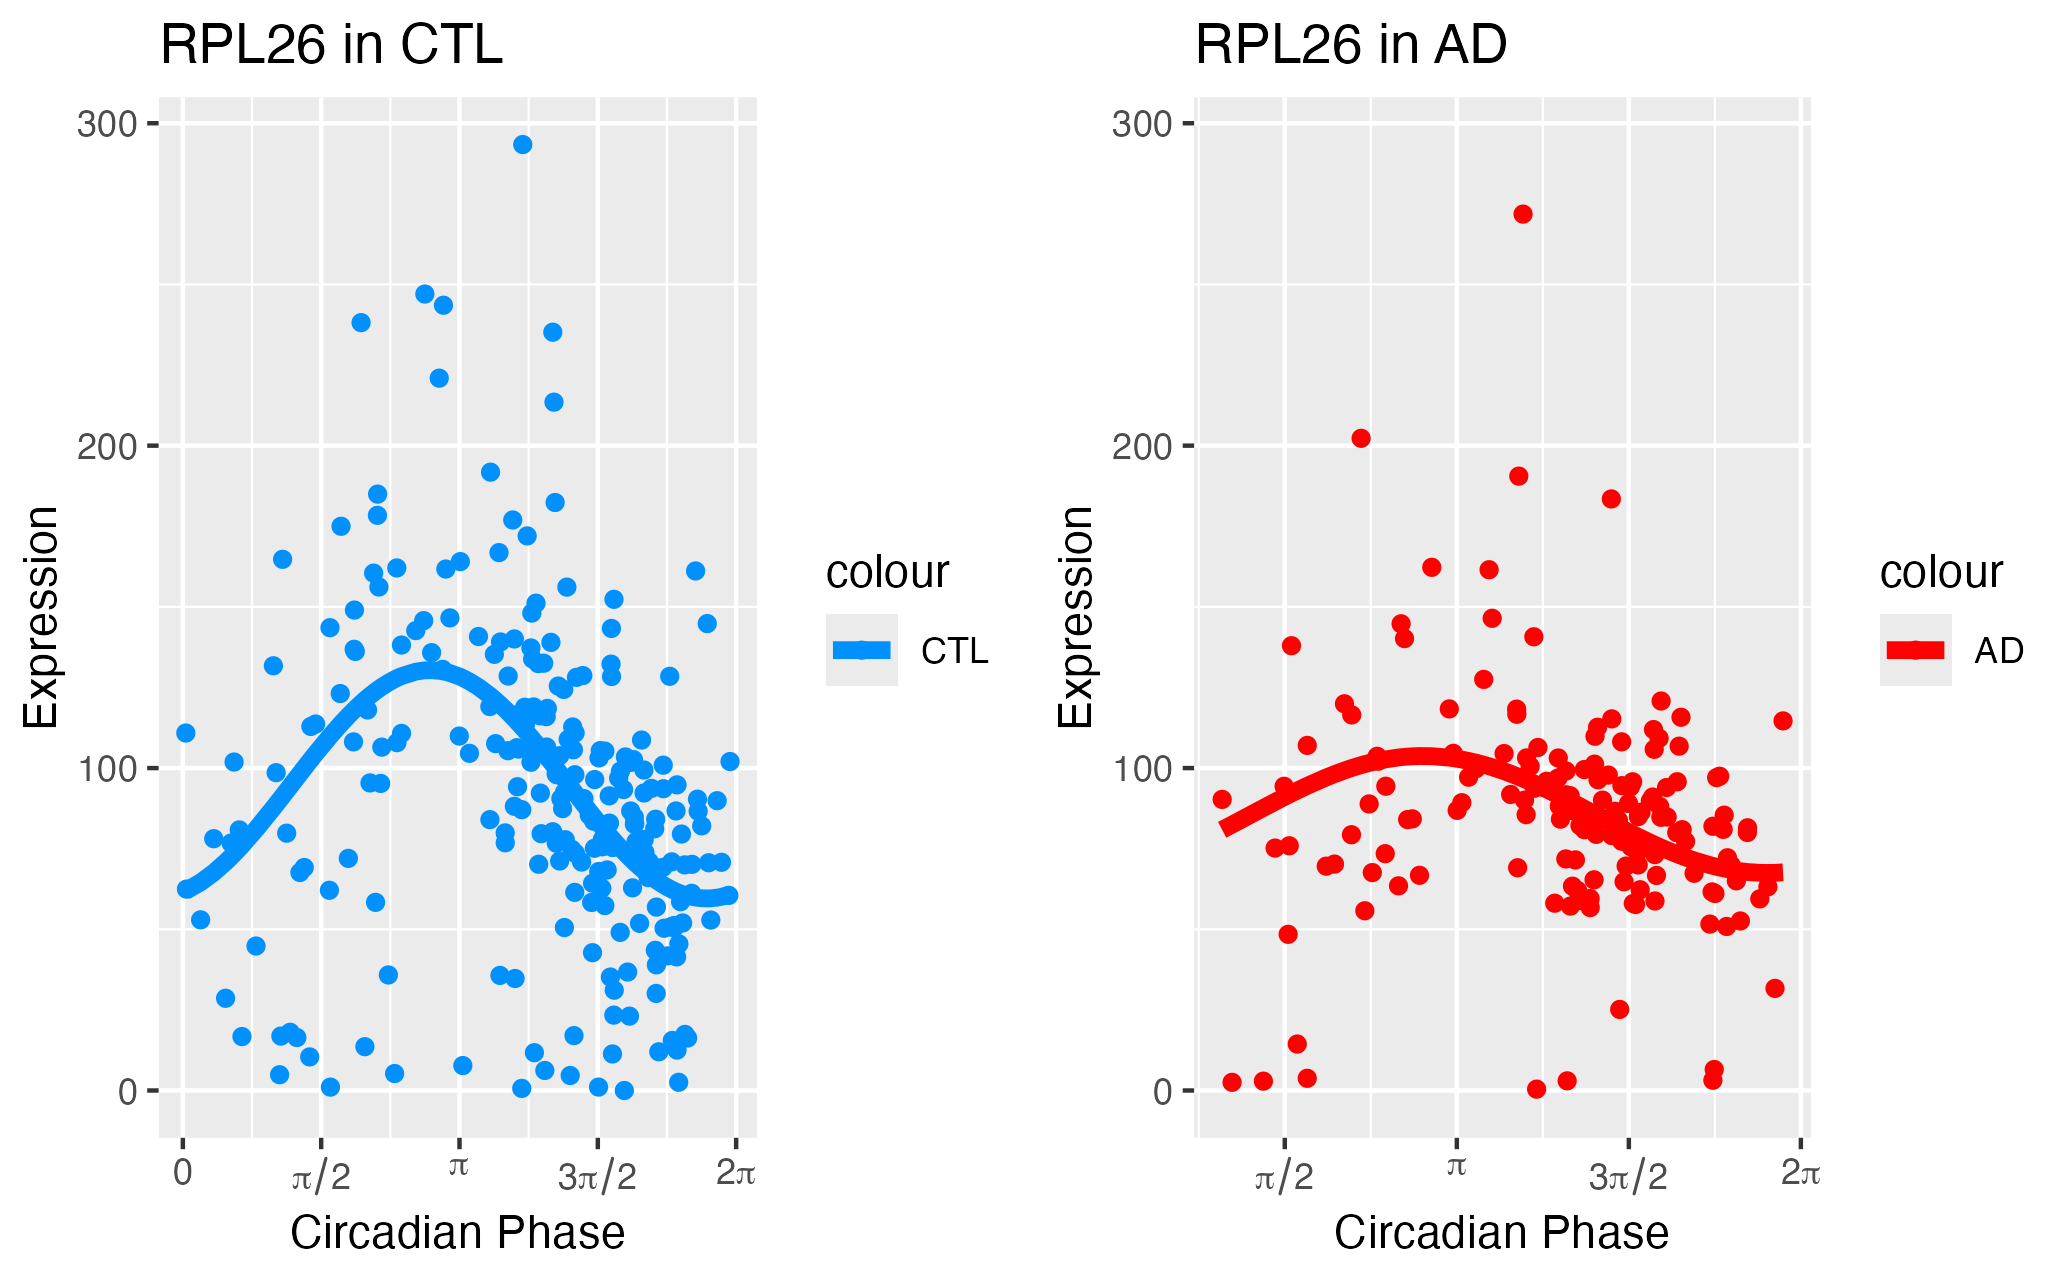 RPL26 in CTL
300
200
100
0
Expression
0 π/2 π 3π/2 2π
Circadian Phase
colour
CTL
RPL26 in AD
300
200
100
0
Expression
π/2 π 3π/2 2π
Circadian Phase
colour
AD